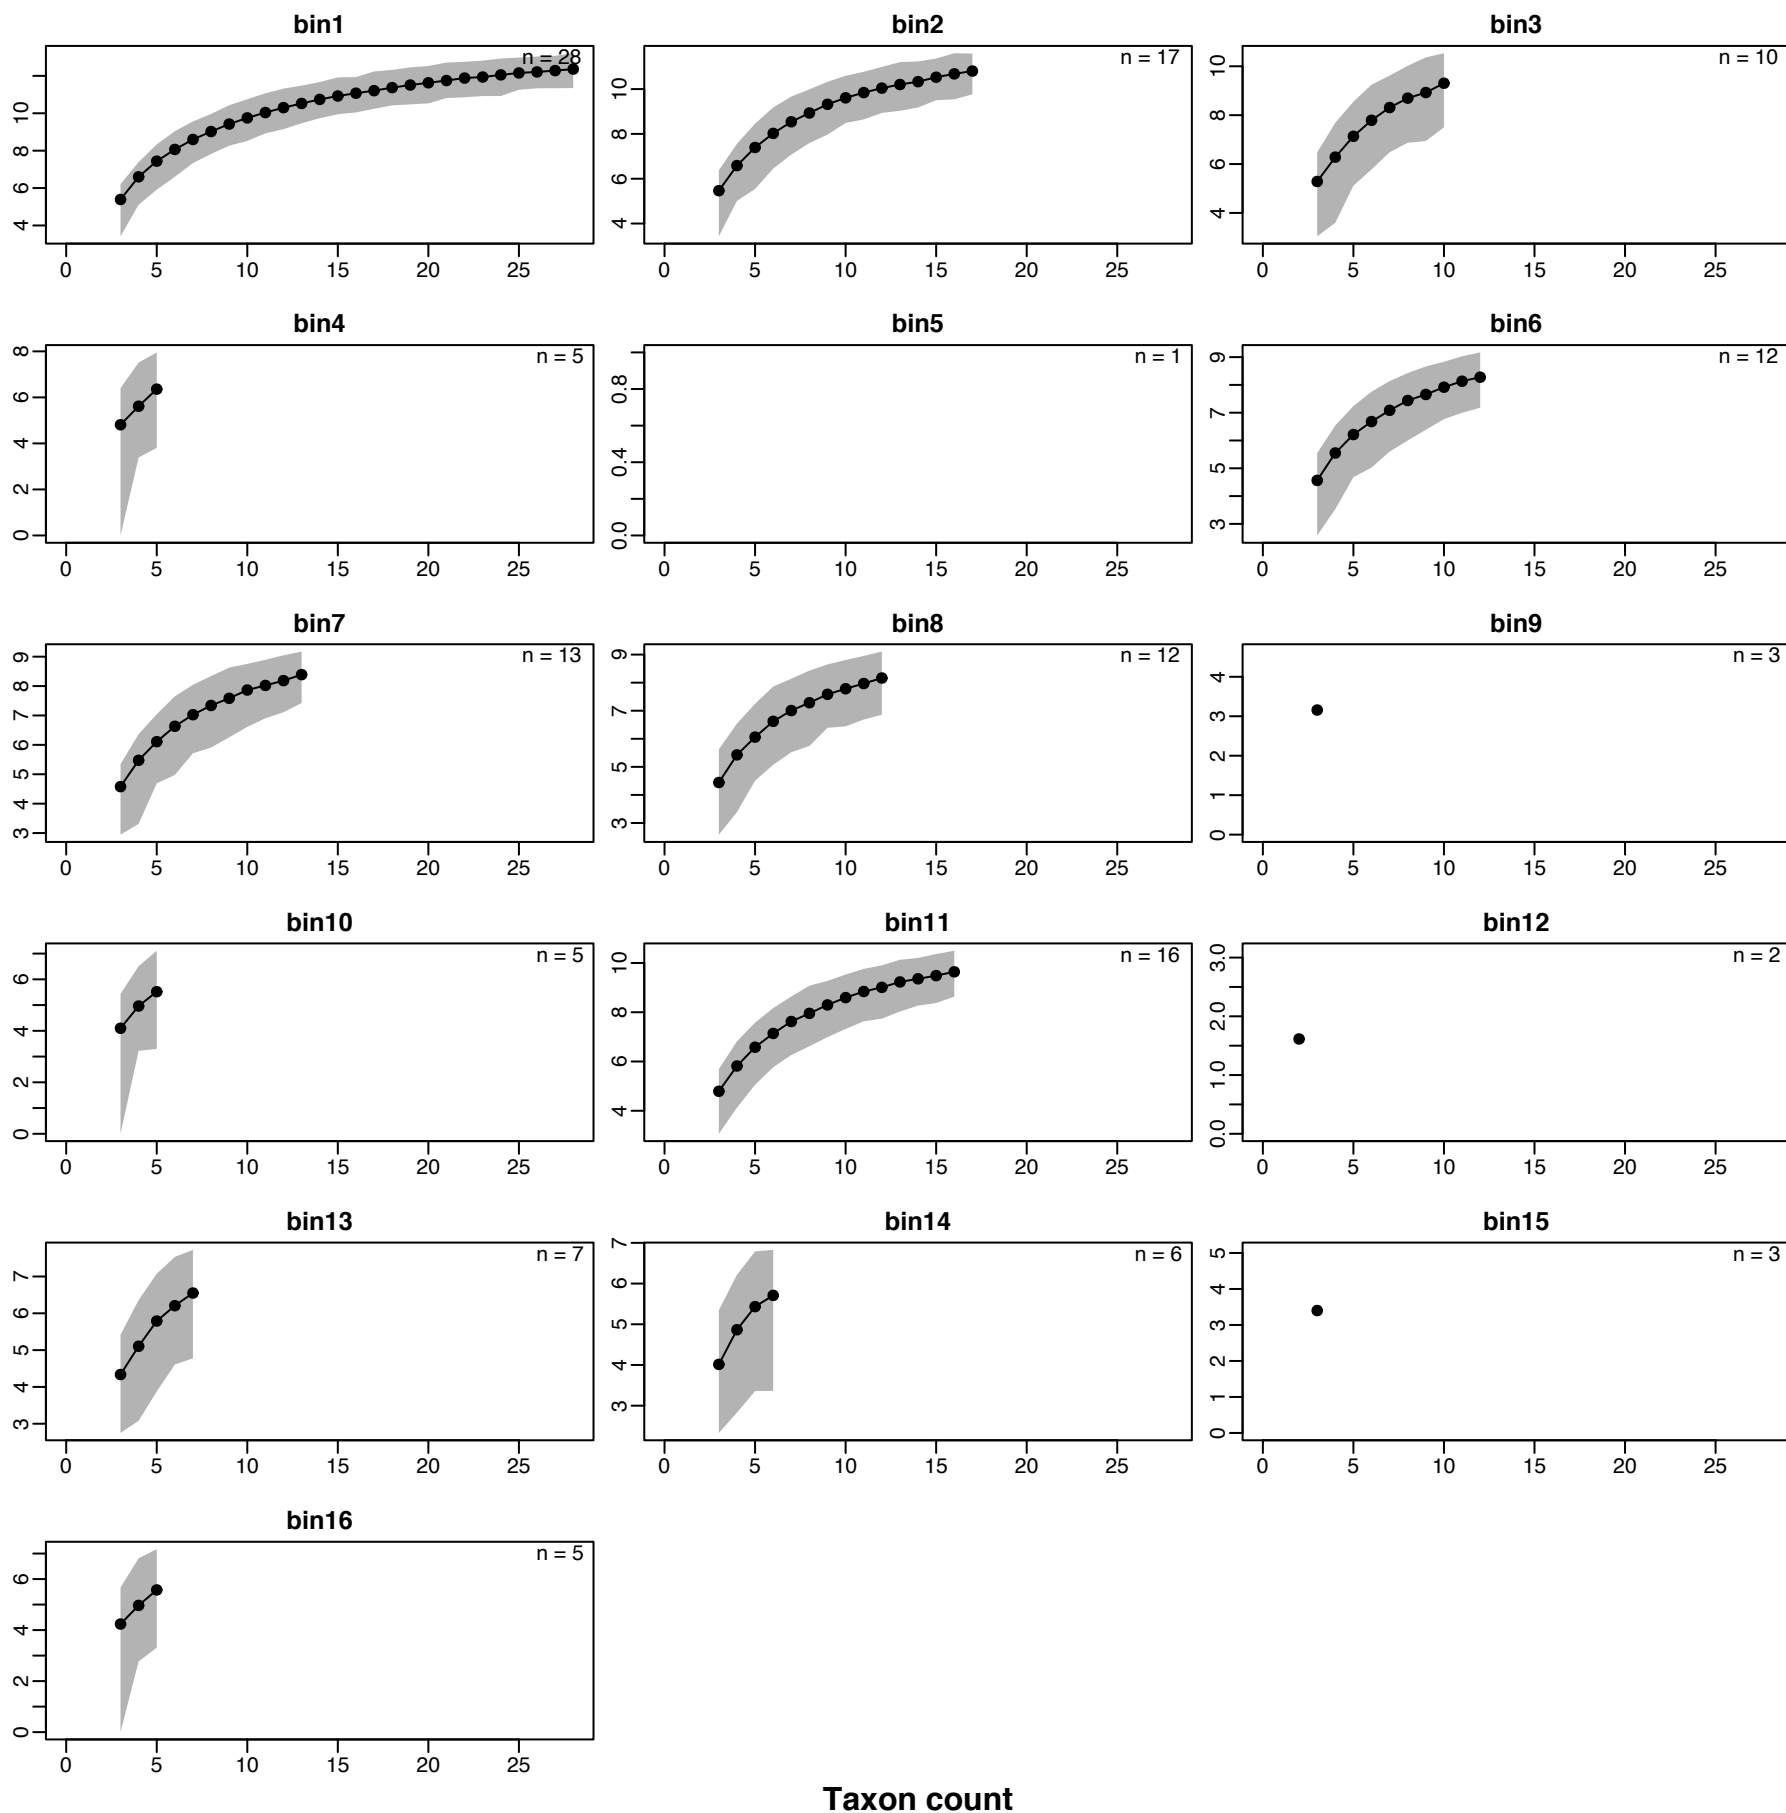 bin1 bin2 bin3
n = 28 n = 17 n = 10
4 6 8 10
4 6 8 10
4 6 8 10
0 5 10 15 20 25 0 5 10 15 20 25 0 5 10 15 20 25
bin4 bin5 bin6
n = 5 n = 1 n = 12
0 2 4 6 8
0.0 0.4 0.8
3 5 7 9
0 5 10 15 20 25 0 5 10 15 20 25 0 5 10 15 20 25
bin7 bin8 bin9
n = 13 n = 12 n = 3
3 4 5 6 7 8 9
3 5 7 9
0 1 2 3 4
0 5 10 15 20 25 0 5 10 15 20 25 0 5 10 15 20 25
bin10 bin11 bin12
n = 5 n = 16 n = 2
0 2 4 6
4 6 8 10
0.0 1.0 2.0 3.0
0 5 10 15 20 25 0 5 10 15 20 25 0 5 10 15 20 25
bin13 bin14 bin15
n = 7 n = 6 n = 3
3 4 5 6 7
3 4 5 6 7
0 1 2 3 4 5
0 5 10 15 20 25 0 5 10 15 20 25 0 5 10 15 20 25
bin16
n = 5
0 2 4 6
0 5 10 15 20 25
Taxon count